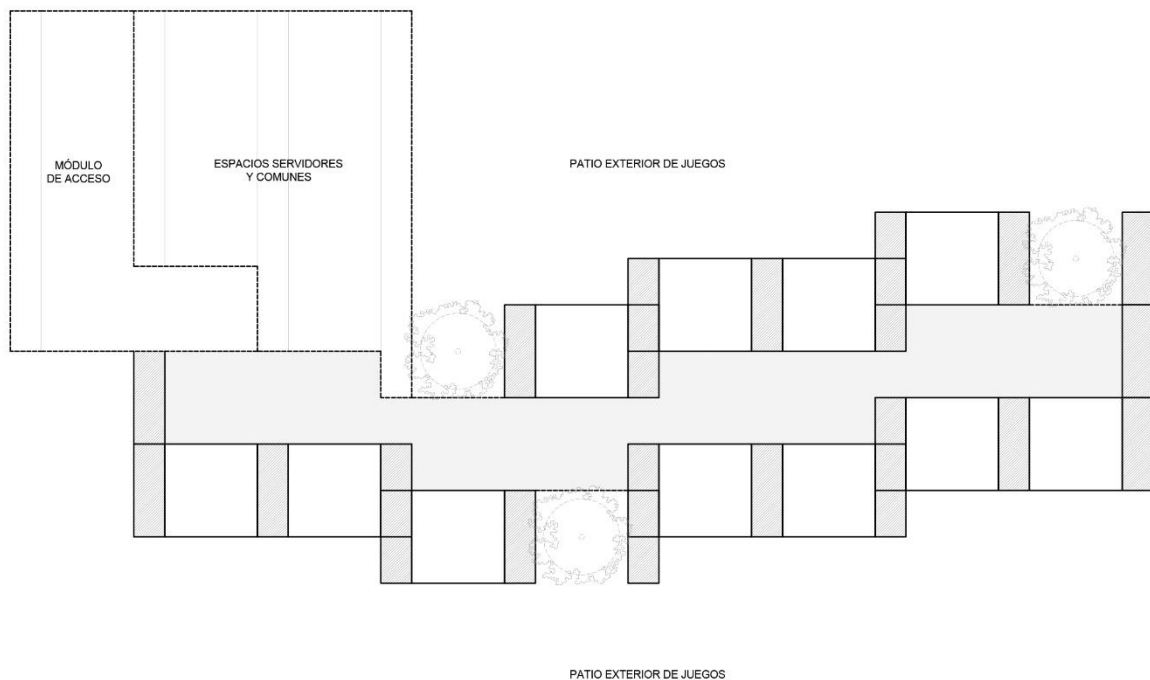 MÓDULO
DE ACCESO
ESPACIOS SERVIDORES
Y COMUNES
PATIO EXTERIOR DE JUEGOS
PATIO EXTERIOR DE JUEGOS